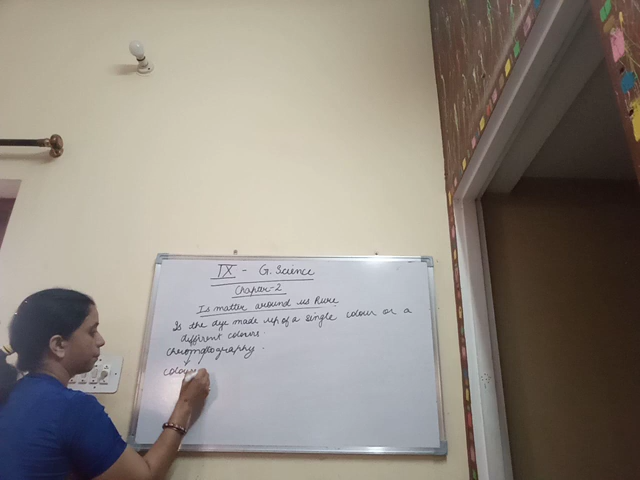 IX - G. Science
Chapter-2
Is matter around us Pure
Is the dye made up of a single colour or a
different colours.
Chromatography.
colour